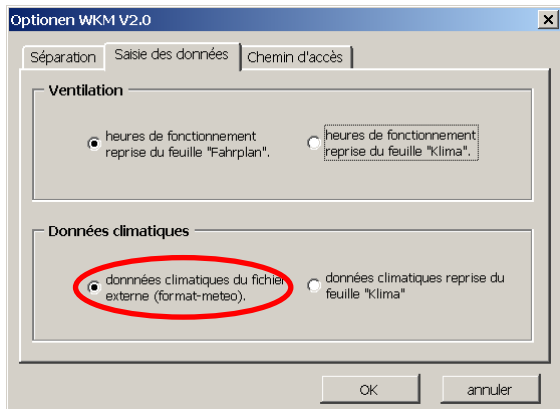 Optionen WKM V2.0
Séparation
Saisie des données
Chemin d'accès
Ventilation
heures de fonctionnement
reprise du feuille "Fahrplan".
heures de fonctionnement
reprise du feuille "Klima".
Données climatiques
donnnées climatiques du fichier
externe (format-meteo).
données climatiques reprise du
feuille "Klima"
OK
annuler